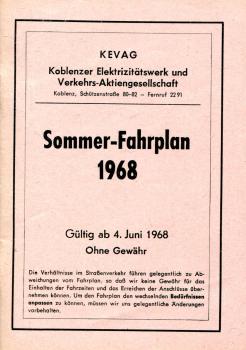 KEVAG
Koblenzer Elektrizitätswerk und
Verkehrs-Aktiengesellschaft
Koblenz, Schützenstraße 80-82 - Fernruf 22 91
Sommer-Fahrplan
1968
Gültig ab 4. Juni 1968
Ohne Gewähr
Die Verhältnisse im Straßenverkehr führen gelegentlich zu Ab-
weichungen vom Fahrplan, so daß wir keine Gewähr für das
Einhalten der Fahrzeiten und das Erreichen der Anschlüsse über-
nehmen können. Um den Fahrplan den wechselnden Bedürfnissen
anpassen zu können, müssen wir uns gelegentliche Änderungen
vorbehalten.